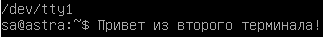 /dev/tty1
sa@astra:~$ Привет из второго терминала!